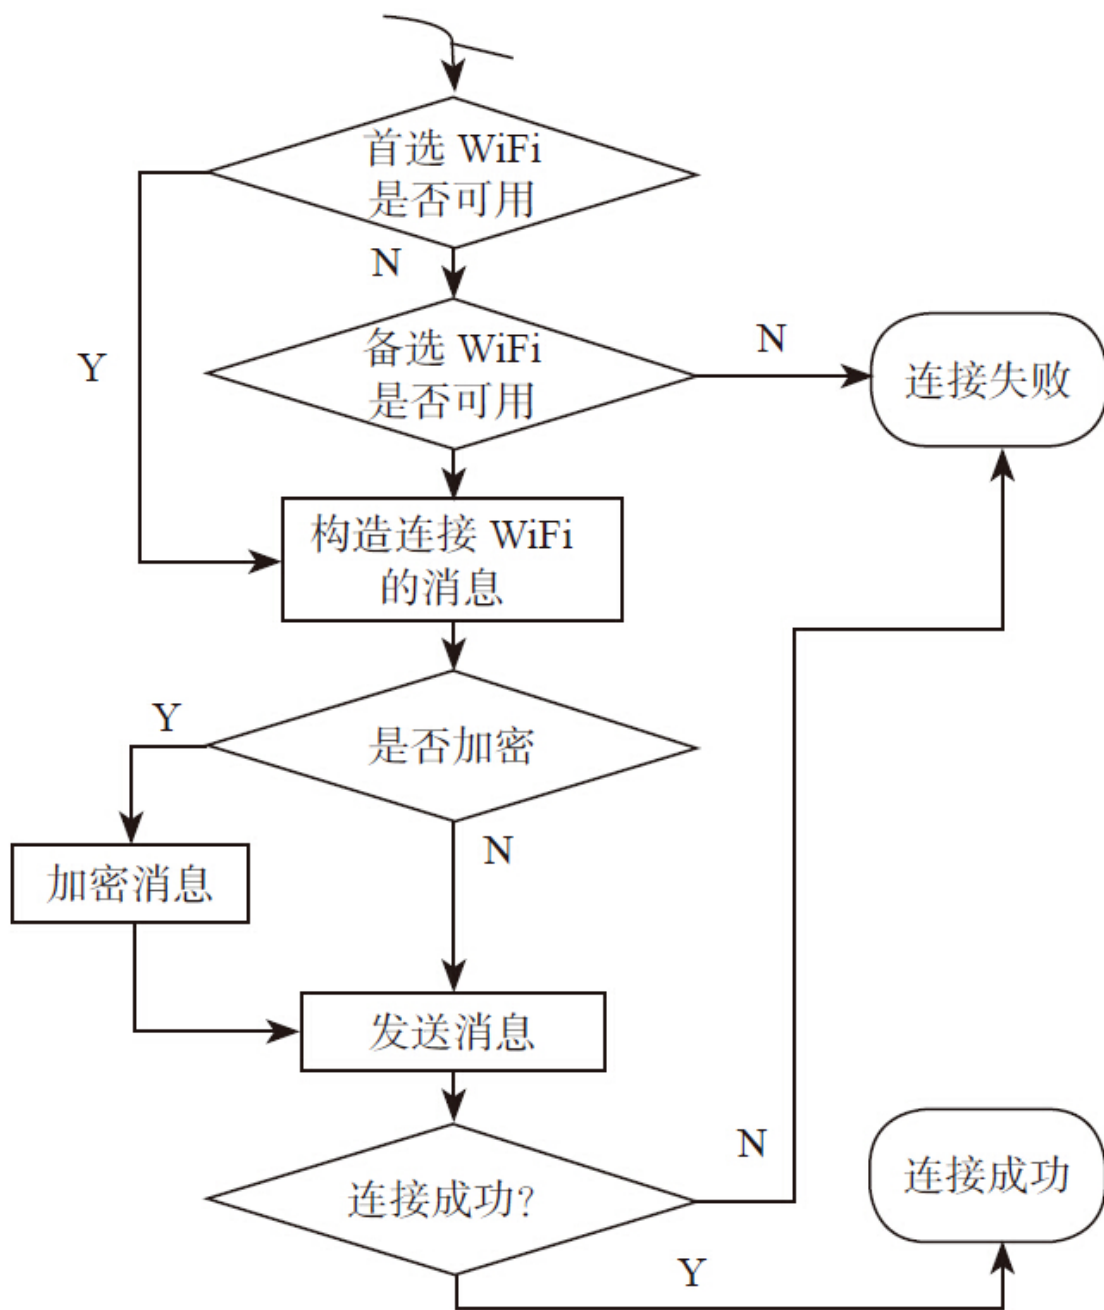 首选 WiFi
是否可用
N
Y
备选 WiFi
是否可用
N
连接失败
构造连接 WiFi
的消息
Y
是否加密
N
加密消息
发送消息
N
连接成功?
连接成功
Y